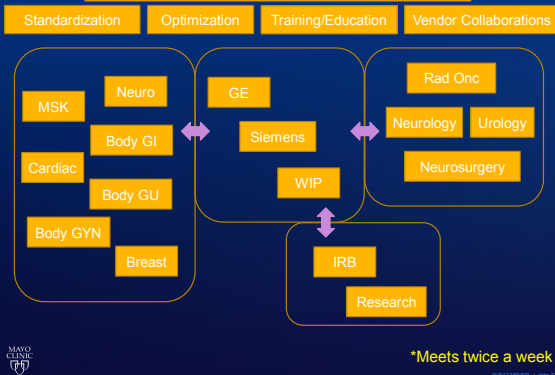 Standardization
Optimization
Training/Education
Vendor Collaborations
MSK
Neuro
Body GI
Cardiac
Body GU
Body GYN
Breast
GE
Siemens
WIP
Rad Onc
Neurology
Urology
Neurosurgery
IRB
Research
MAYO
CLINIC
*Meets twice a week